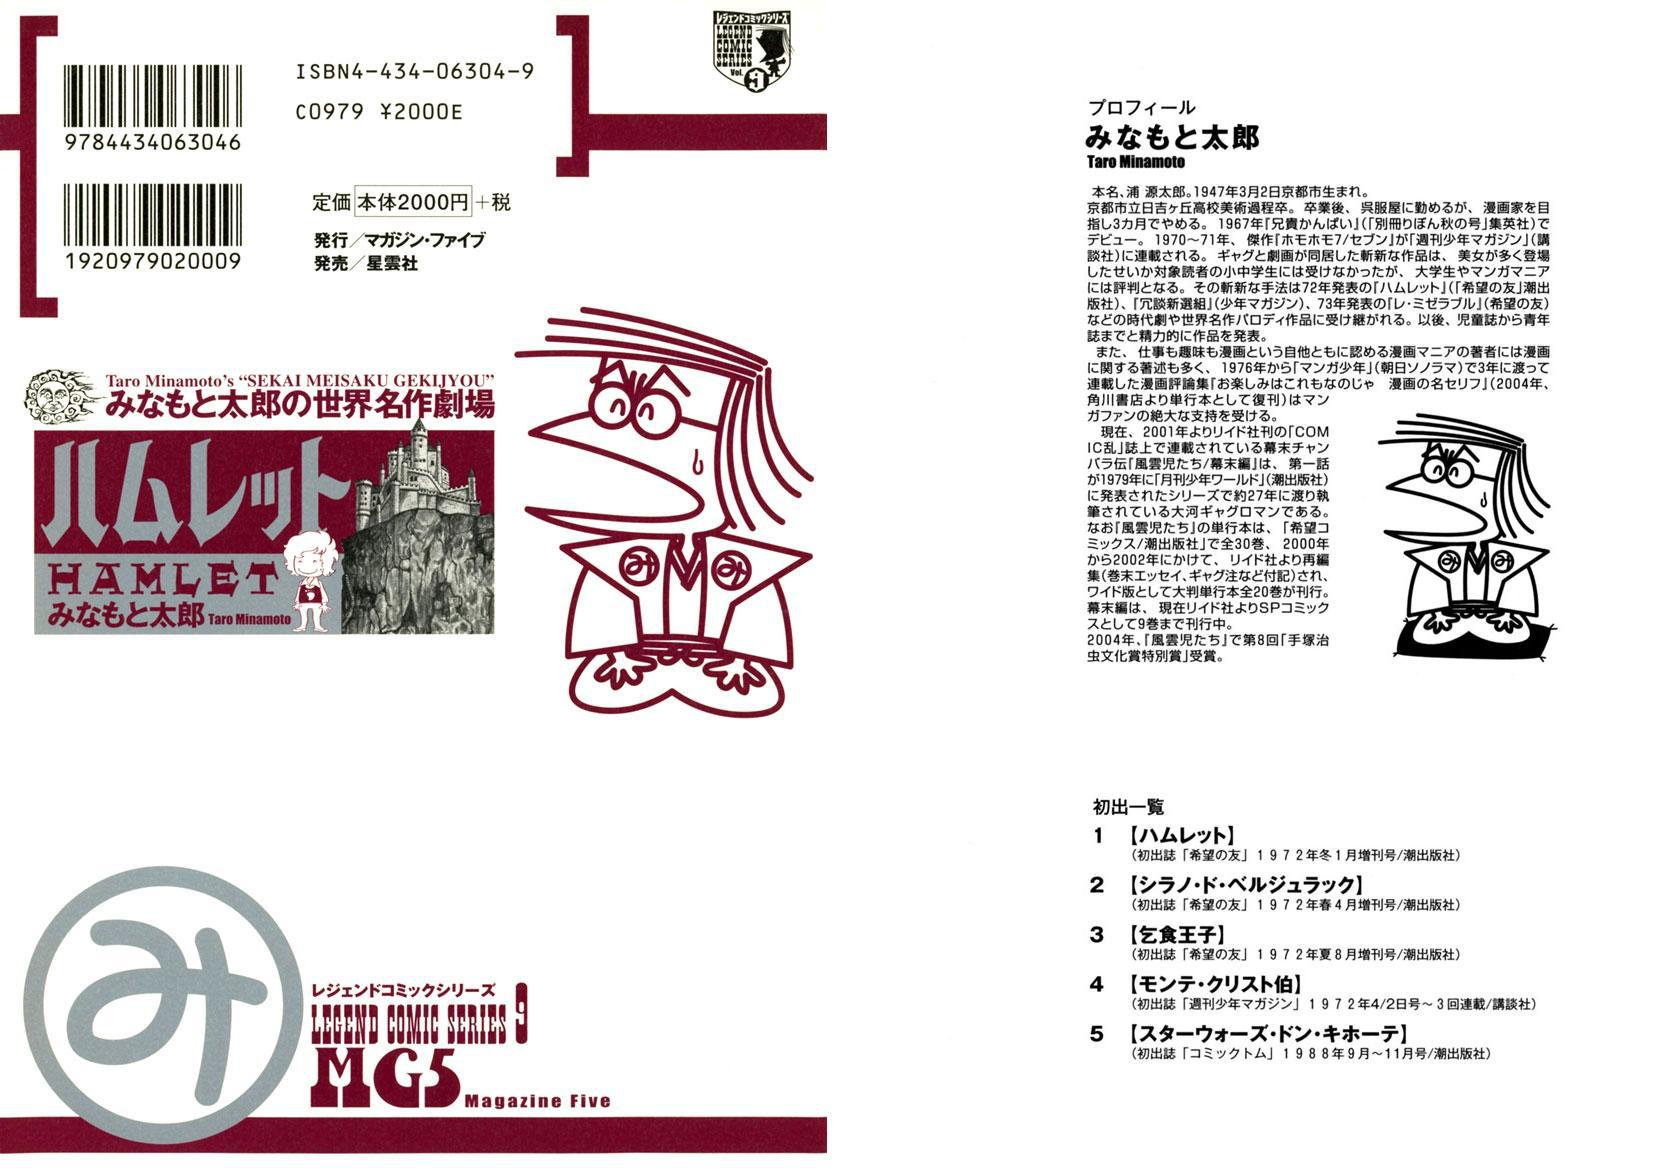 ISBN4-434-06304-9
C0979 ¥2000E
9784434063046
1920979020009
定価 本体2000円 +税
発行／マガジン・ファイブ
発売／星雲社
レジェンドコミックシリーズ
LEGEND
COMIC
SERIES
Vol. 9
Taro Minamoto's "SEKAI MEISAKU GEKIJYOU"
みなもと太郎の世界名作劇場
ハムレット
HAMLET
みなもと太郎 Taro Minamoto
み み
み
レジェンドコミックシリーズ
LEGEND COMIC SERIES 9
MG5 Magazine Five
プロフィール
みなもと太郎
Taro Minamoto
本名、浦 源太郎。1947年3月2日京都市生まれ。
京都市立日吉ヶ丘高校美術過程卒。卒業後、呉服屋に勤めるが、漫画家を目
指し3カ月でやめる。1967年『兄貴かんぱい』(「別冊りぼん秋の号」集英社)で
デビュー。1970〜71年、傑作『ホモホモ7/セブン』が「週刊少年マガジン」(講
談社)に連載される。ギャグと劇画が同居した斬新な作品は、美女が多く登場
したせいか対象読者の小中学生には受けなかったが、大学生やマンガマニア
には評判となる。その斬新な手法は72年発表の『ハムレット』(「希望の友」潮出
版社)、『冗談新選組』(少年マガジン)、73年発表の『レ・ミゼラブル』(希望の友)
などの時代劇や世界名作パロディ作品に受け継がれる。以後、児童誌から青年
誌までと精力的に作品を発表。
また、仕事も趣味も漫画という自他ともに認める漫画マニアの著者には漫画
に関する著述も多く、1976年から「マンガ少年」(朝日ソノラマ)で3年に渡って
連載した漫画評論集『お楽しみはこれもなのじゃ　漫画の名セリフ』(2004年、
角川書店より単行本として復刊)はマン
ガファンの絶大な支持を受ける。
現在、2001年よりリイド社刊の「COM
IC乱」誌上で連載されている幕末チャン
バラ伝『風雲児たち/幕末編』は、第一話
が1979年に「月刊少年ワールド」(潮出版社)
に発表されたシリーズで約27年に渡り執
筆されている大河ギャグロマンである。
なお『風雲児たち』の単行本は、「希望コ
ミックス/潮出版社」で全30巻、2000年
から2002年にかけて、リイド社より再編
集(巻末エッセイ、ギャグ注など付記)され、
ワイド版として大判単行本全20巻が刊行。
幕末編は、現在リイド社よりSPコミック
スとして9巻まで刊行中。
2004年、『風雲児たち』で第8回「手塚治
虫文化賞特別賞」受賞。
初出一覧
1 【ハムレット】
(初出誌「希望の友」1972年冬1月増刊号/潮出版社)
2 【シラノ・ド・ベルジュラック】
(初出誌「希望の友」1972年春4月増刊号/潮出版社)
3 【乞食王子】
(初出誌「希望の友」1972年夏8月増刊号/潮出版社)
4 【モンテ・クリスト伯】
(初出誌「週刊少年マガジン」1972年4/2日号〜3回連載/講談社)
5 【スターウォーズ・ドン・キホーテ】
(初出誌「コミックトム」1988年9月〜11月号/潮出版社)